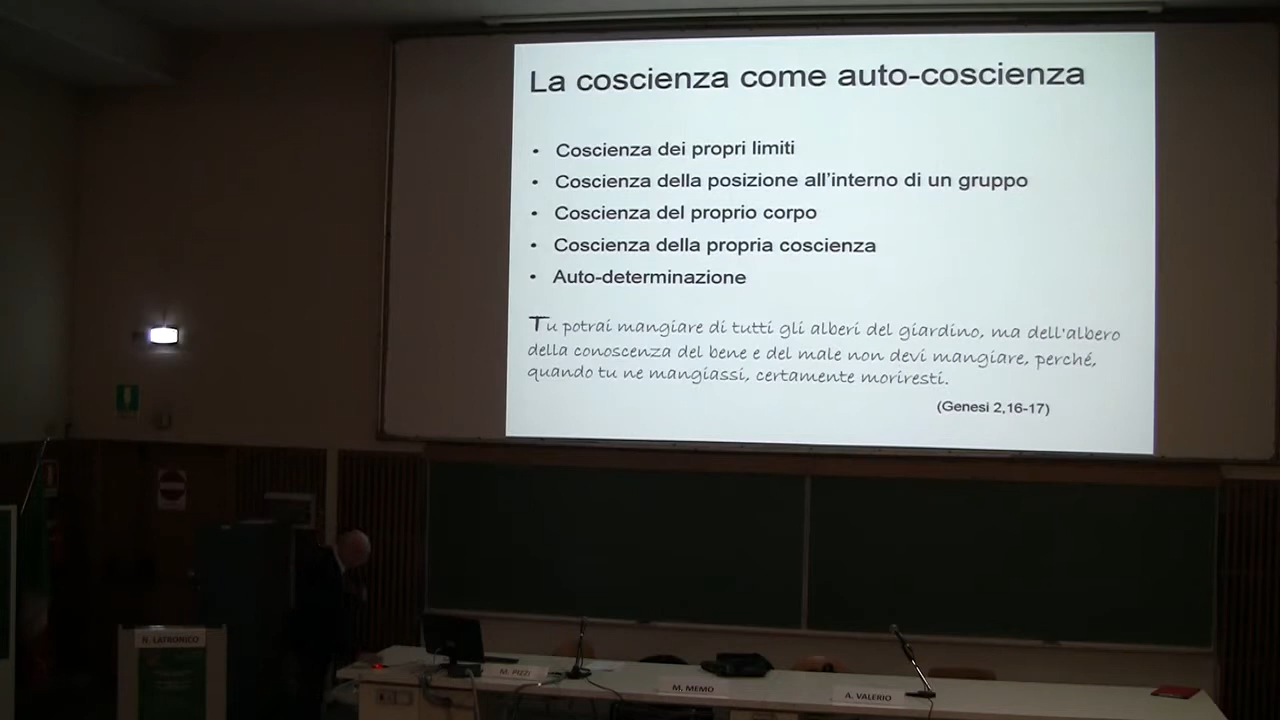 La coscienza come auto-coscienza
• Coscienza dei propri limiti
• Coscienza della posizione all'interno di un gruppo
• Coscienza del proprio corpo
• Coscienza della propria coscienza
• Auto-determinazione
Tu potrai mangiare di tutti gli alberi del giardino, ma dell'albero
della conoscenza del bene e del male non devi mangiare, perché,
quando tu ne mangiassi, certamente moriresti.
(Genesi 2,16-17)
N. LATRONICO
M. PIZZI
M. MEMO
A. VALERIO